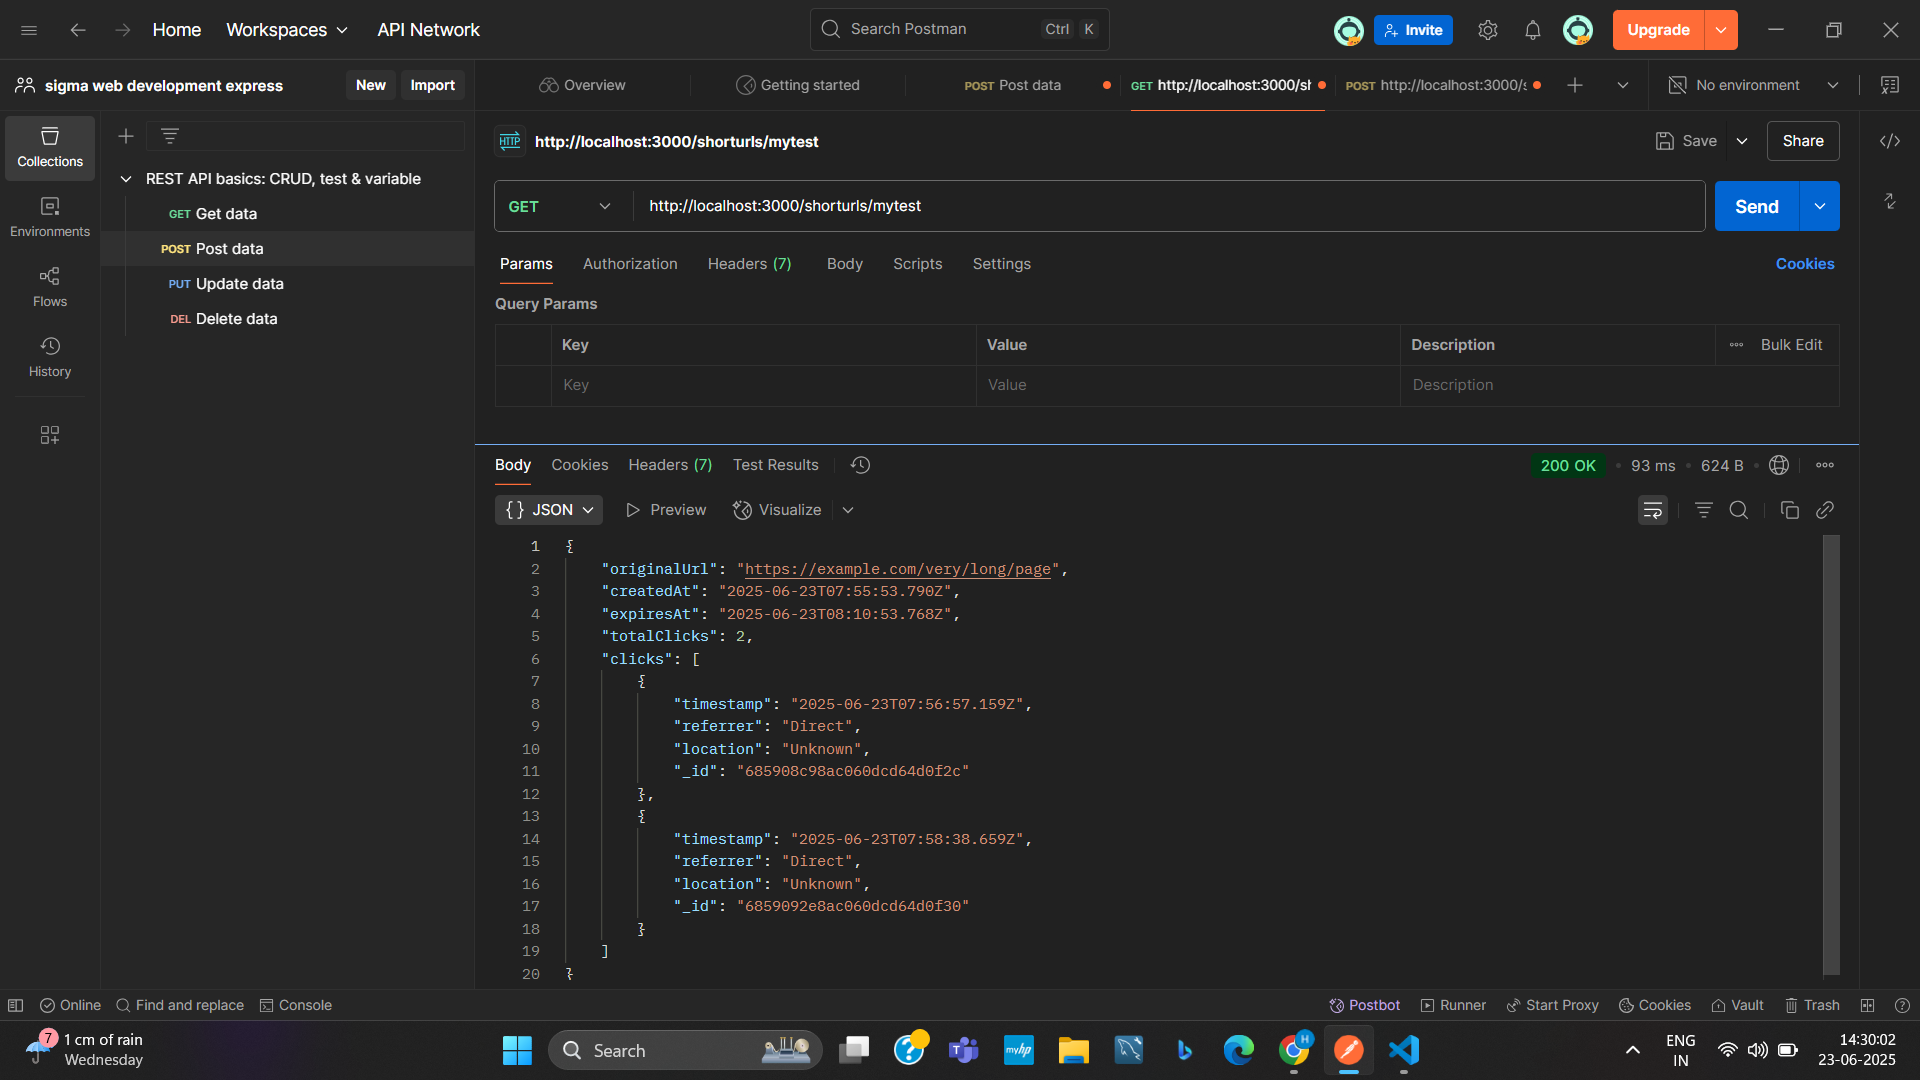 Home
Workspaces
API Network
Search Postman
Ctrl K
Invite
Upgrade
sigma web development express
New
Import
Overview
Getting started
POST Post data
GET http://localhost:3000/sh
POST http://localhost:3000/s
No environment
Collections
Environments
Flows
History
REST API basics: CRUD, test & variable
GET Get data
POST Post data
PUT Update data
DEL Delete data
HTTP http://localhost:3000/shorturls/mytest
Save
Share
GET http://localhost:3000/shorturls/mytest
Send
Params Authorization Headers (7) Body Scripts Settings
Cookies
Query Params
Key Value Description Bulk Edit
Key Value Description
Body Cookies Headers (7) Test Results
200 OK 93 ms 624 B
{} JSON Preview Visualize
1 {
2 "originalUrl": "https://example.com/very/long/page",
3 "createdAt": "2025-06-23T07:55:53.790Z",
4 "expiresAt": "2025-06-23T08:10:53.768Z",
5 "totalClicks": 2,
6 "clicks": [
7 {
8 "timestamp": "2025-06-23T07:56:57.159Z",
9 "referrer": "Direct",
10 "location": "Unknown",
11 "_id": "685908c98ac060dcd64d0f2c"
12 },
13 {
14 "timestamp": "2025-06-23T07:58:38.659Z",
15 "referrer": "Direct",
16 "location": "Unknown",
17 "_id": "6859092e8ac060dcd64d0f30"
18 }
19 ]
20 }
Online Find and replace Console
Postbot Runner Start Proxy Cookies Vault Trash
7
1 cm of rain
Wednesday
Search
myhp
H
ENG
IN
14:30:02
23-06-2025